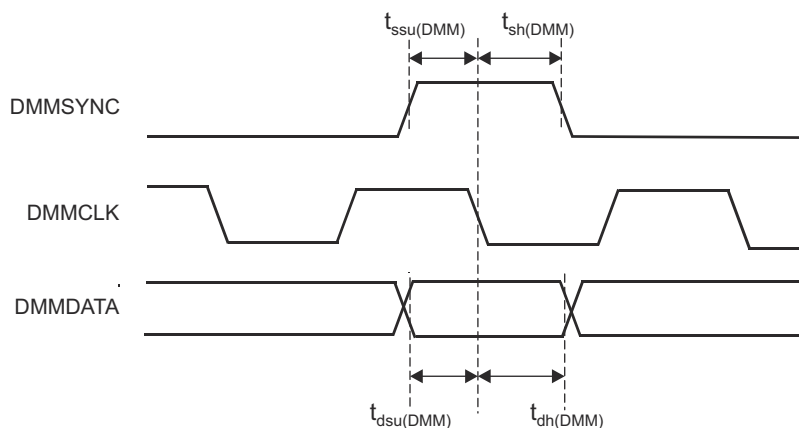 tssu(DMM) tsh(DMM)
DMMSYNC
DMMCLK
DMMDATA
tdsu(DMM) tdh(DMM)